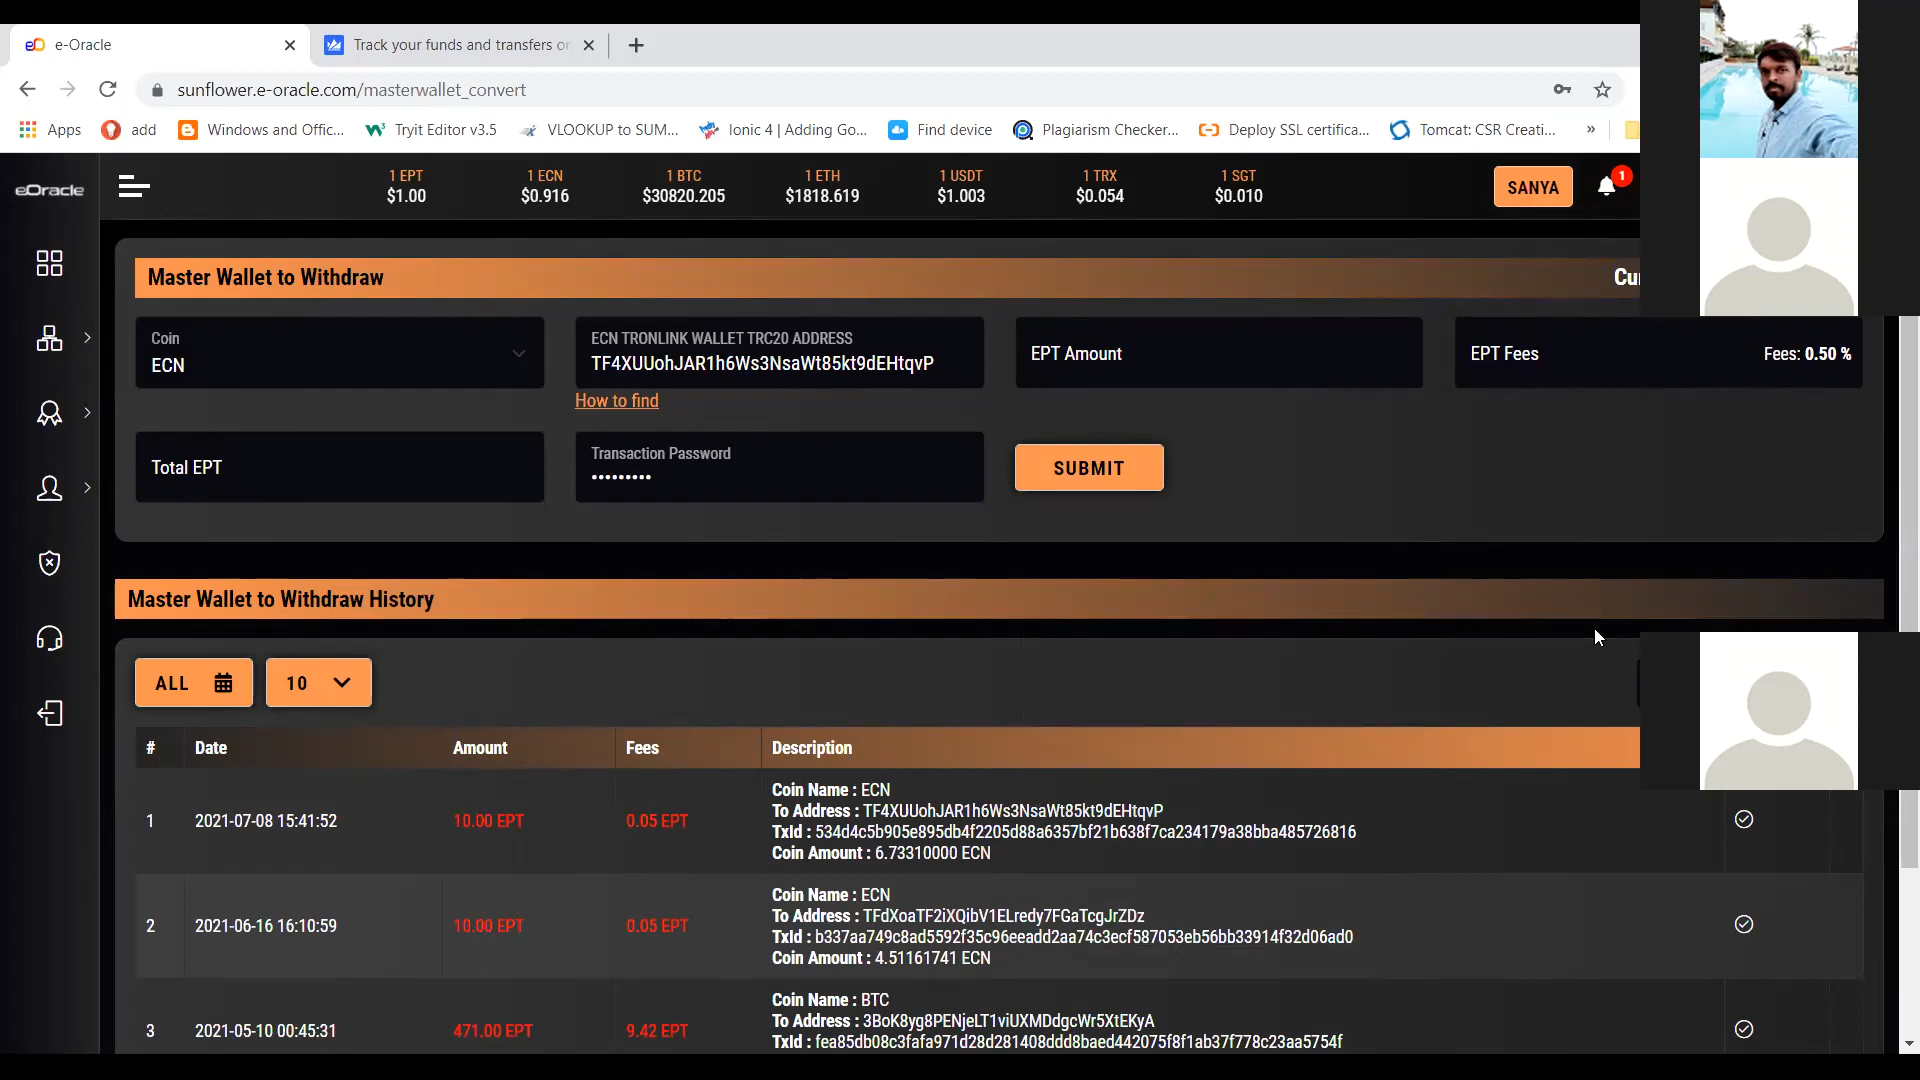 e-Oracle
Track your funds and transfers or
sunflower.e-oracle.com/masterwallet_convert
Apps
add
Windows and Offic...
Tryit Editor v3.5
VLOOKUP to SUM...
Ionic 4 | Adding Go...
Find device
Plagiarism Checker...
Deploy SSL certifica...
Tomcat: CSR Creati...
»
eOracle
1 EPT
$1.00
1 ECN
$0.916
1 BTC
$30820.205
1 ETH
$1818.619
1 USDT
$1.003
1 TRX
$0.054
1 SGT
$0.010
SANYA
1
Master Wallet to Withdraw
Coin
ECN
ECN TRONLINK WALLET TRC20 ADDRESS
TF4XUUohJAR1h6Ws3NsaWt85kt9dEHtqvP
How to find
EPT Amount
EPT Fees
Fees: 0.50 %
Total EPT
Transaction Password
•••••••••
SUBMIT
Master Wallet to Withdraw History
ALL
10
# Date Amount Fees Description
1 2021-07-08 15:41:52 10.00 EPT 0.05 EPT
Coin Name : ECN
To Address : TF4XUUohJAR1h6Ws3NsaWt85kt9dEHtqvP
TxId : 534d4c5b905e895db4f2205d88a6357bf21b638f7ca234179a38bba485726816
Coin Amount : 6.73310000 ECN
2 2021-06-16 16:10:59 10.00 EPT 0.05 EPT
Coin Name : ECN
To Address : TFdXoaTF2iXQibV1ELredy7FGaTcgJrZDz
TxId : b337aa749c8ad5592f35c96eeadd2aa74c3ecf587053eb56bb33914f32d06ad0
Coin Amount : 4.51161741 ECN
3 2021-05-10 00:45:31 471.00 EPT 9.42 EPT
Coin Name : BTC
To Address : 3BoK8yg8PENjeLT1viUXMDdgcWr5XtEKyA
TxId : fea85db08c3fafa971d28d281408ddd8baed442075f8f1ab37f778c23aa5754f